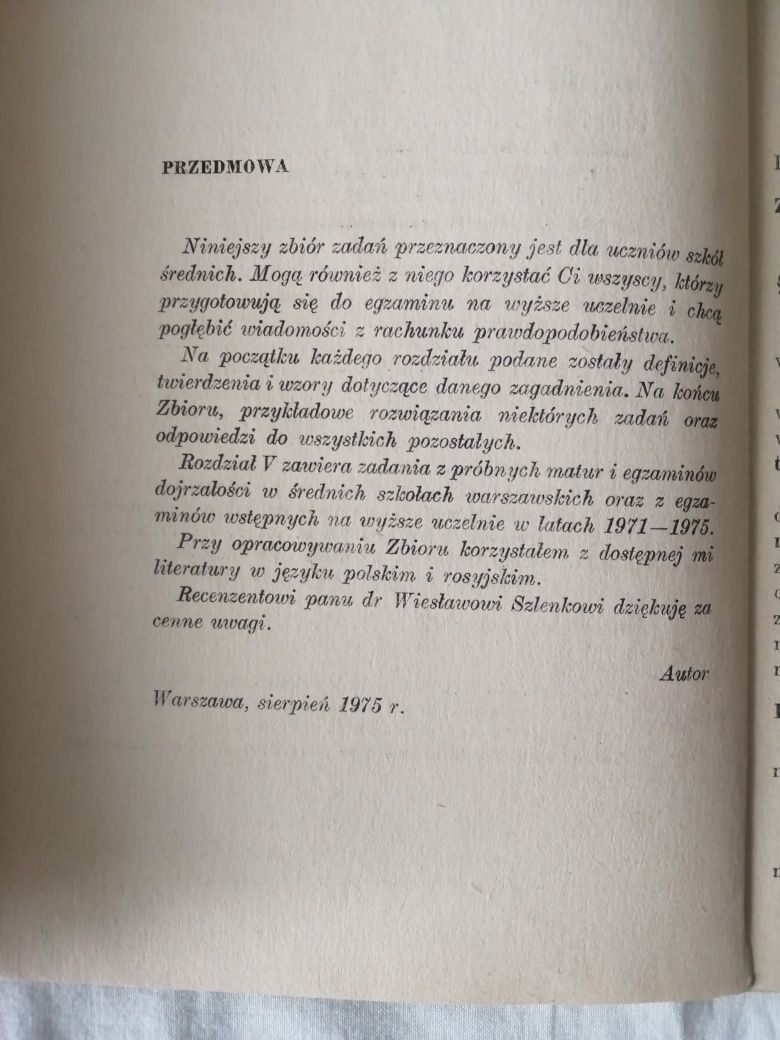 PRZEDMOWA
Niniejszy zbiór zadań przeznaczony jest dla uczniów szkół
średnich. Mogą również z niego korzystać Ci wszyscy, którzy
przygotowują się do egzaminu na wyższe uczelnie i chcą
pogłębić wiadomości z rachunku prawdopodobieństwa.
Na początku każdego rozdziału podane zostały definicje,
twierdzenia i wzory dotyczące danego zagadnienia. Na końcu
Zbioru, przykładowe rozwiązania niektórych zadań oraz
odpowiedzi do wszystkich pozostałych.
Rozdział V zawiera zadania z próbnych matur i egzaminów
dojrzałości w średnich szkołach warszawskich oraz z egza-
minów wstępnych na wyższe uczelnie w latach 1971—1975.
Przy opracowywaniu Zbioru korzystałem z dostępnej mi
literatury w języku polskim i rosyjskim.
Recenzentowi panu dr Wiesławowi Szlenkowi dziękuję za
cenne uwagi.
Autor
Warszawa, sierpień 1975 r.